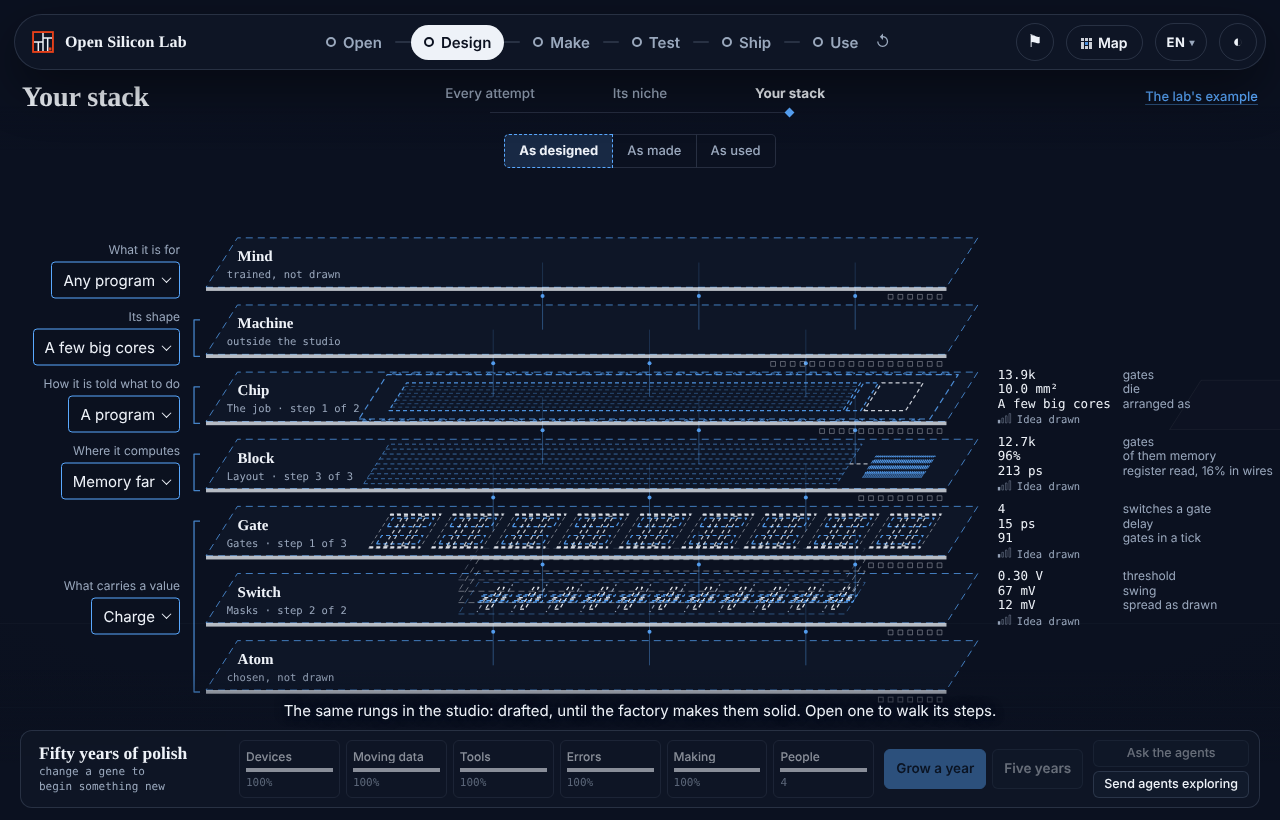 Open Silicon Lab
Open
Design
Make
Test
Ship
Use
Map
EN
Your stack
Every attempt
Its niche
Your stack
The lab's example
As designed
As made
As used
What it is for
Any program
Its shape
A few big cores
How it is told what to do
A program
Where it computes
Memory far
What carries a value
Charge
Mind
trained, not drawn
Machine
outside the studio
Chip
The job · step 1 of 2
13.9k gates
10.0 mm² die
A few big cores arranged as
Idea drawn
Block
Layout · step 3 of 3
12.7k gates
96% of them memory
213 ps register read, 16% in wires
Idea drawn
Gate
Gates · step 1 of 3
4 switches a gate
15 ps delay
91 gates in a tick
Idea drawn
Switch
Masks · step 2 of 2
0.30 V threshold
67 mV swing
12 mV spread as drawn
Idea drawn
Atom
chosen, not drawn
The same rungs in the studio: drafted, until the factory makes them solid. Open one to walk its steps.
Fifty years of polish
change a gene to
begin something new
Devices
100%
Moving data
100%
Tools
100%
Errors
100%
Making
100%
People
4
Grow a year
Five years
Ask the agents
Send agents exploring